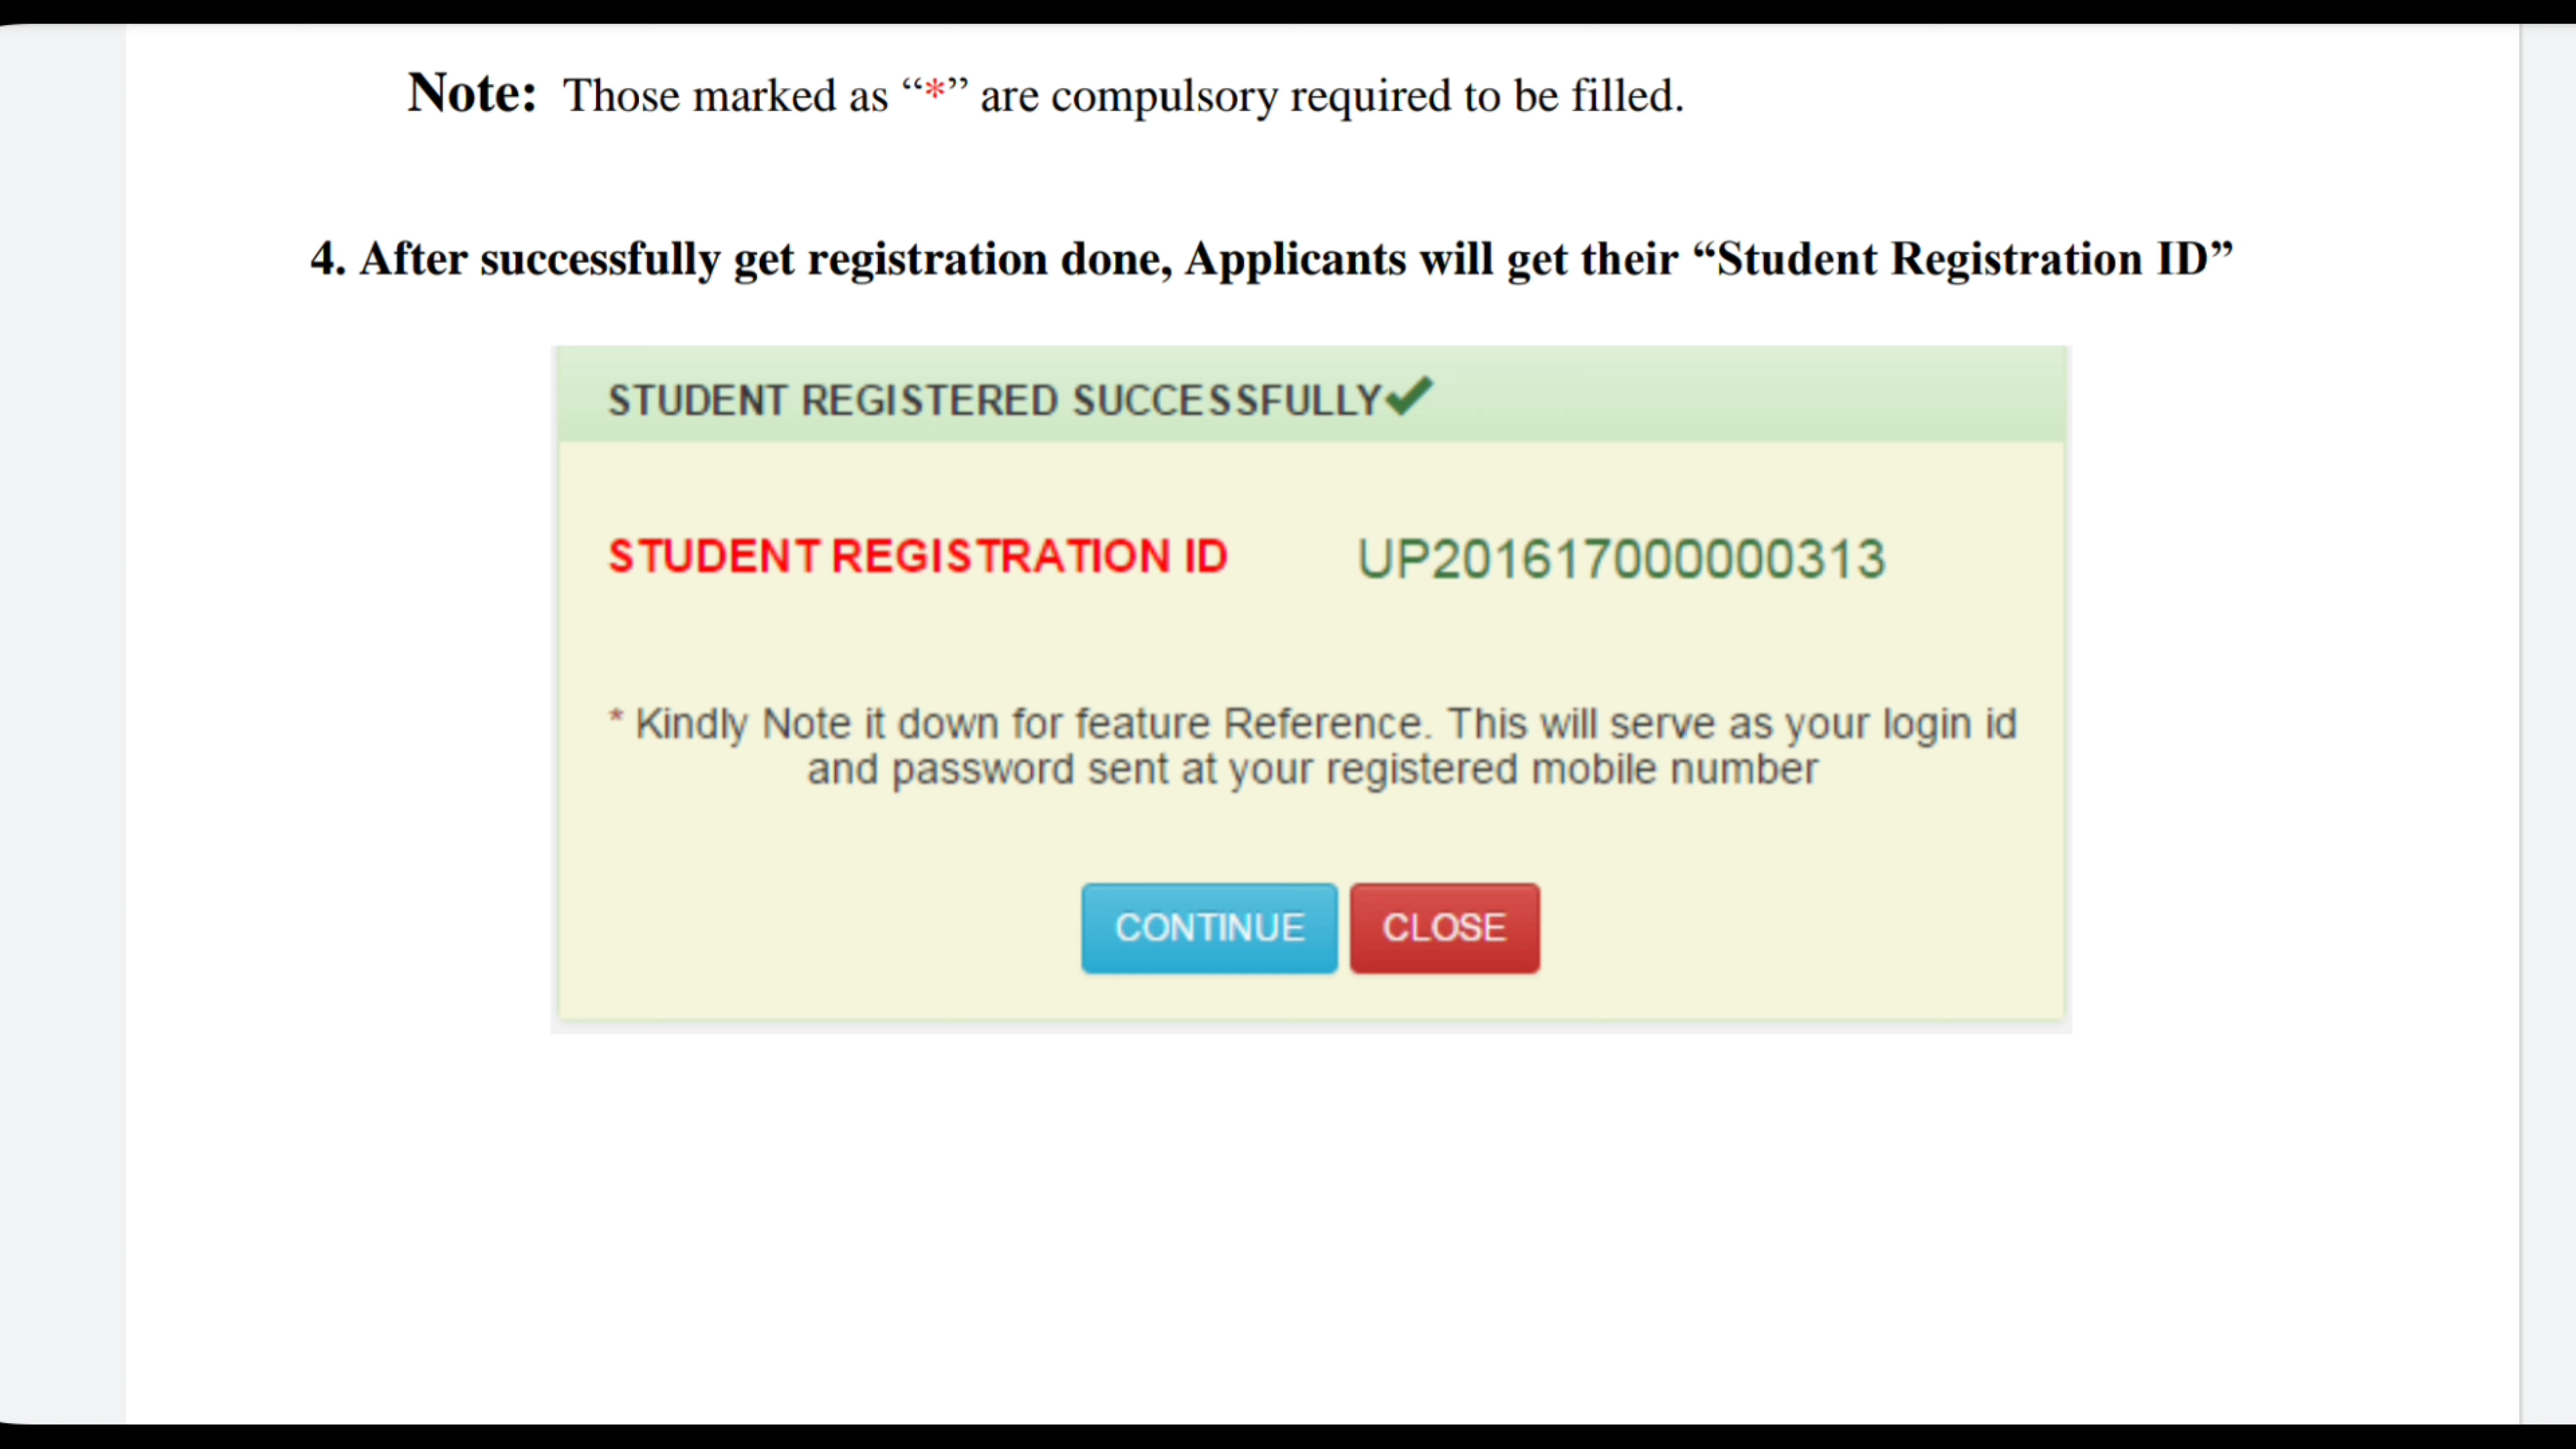 Note: Those marked as “*” are compulsory required to be filled.
4. After successfully get registration done, Applicants will get their “Student Registration ID”
STUDENT REGISTERED SUCCESSFULLY✔
STUDENT REGISTRATION ID UP201617000000313
* Kindly Note it down for feature Reference. This will serve as your login id
and password sent at your registered mobile number
CONTINUE CLOSE